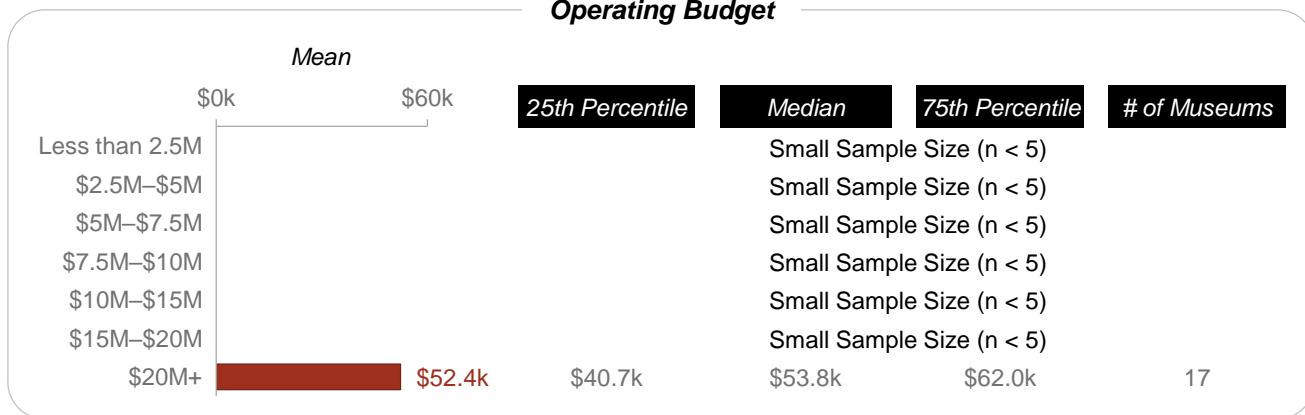 Operating Budget
Mean
$0k $60k 25th Percentile Median 75th Percentile # of Museums
Less than 2.5M Small Sample Size (n < 5)
$2.5M–$5M Small Sample Size (n < 5)
$5M–$7.5M Small Sample Size (n < 5)
$7.5M–$10M Small Sample Size (n < 5)
$10M–$15M Small Sample Size (n < 5)
$15M–$20M Small Sample Size (n < 5)
$20M+ $52.4k $40.7k $53.8k $62.0k 17